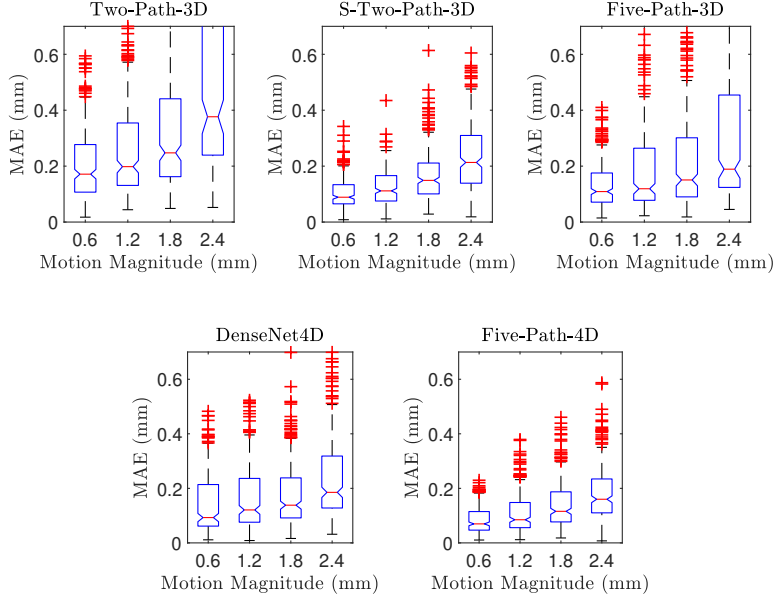 Two-Path-3D
S-Two-Path-3D
Five-Path-3D
MAE (mm)
0.6
0.4
0.2
0
0.6 1.2 1.8 2.4
Motion Magnitude (mm)
MAE (mm)
0.6
0.4
0.2
0
0.6 1.2 1.8 2.4
Motion Magnitude (mm)
MAE (mm)
0.6
0.4
0.2
0
0.6 1.2 1.8 2.4
Motion Magnitude (mm)
DenseNet4D
Five-Path-4D
MAE (mm)
0.6
0.4
0.2
0
0.6 1.2 1.8 2.4
Motion Magnitude (mm)
MAE (mm)
0.6
0.4
0.2
0
0.6 1.2 1.8 2.4
Motion Magnitude (mm)